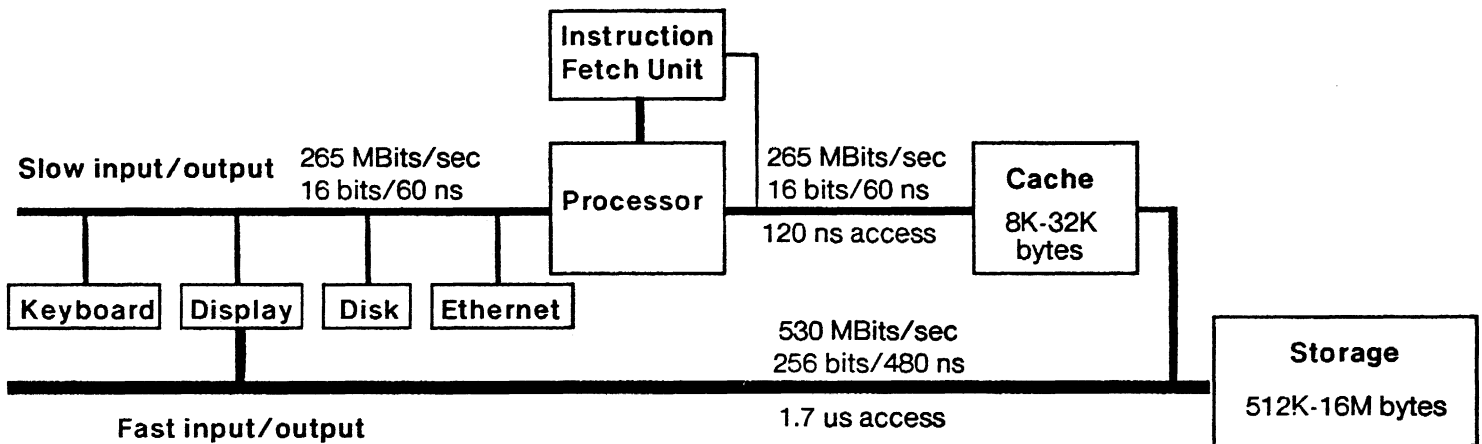 Instruction
Fetch Unit
Slow input/output
265 MBits/sec
16 bits/60 ns
Processor
265 MBits/sec
16 bits/60 ns
120 ns access
Cache
8K-32K
bytes
Keyboard
Display
Disk
Ethernet
530 MBits/sec
256 bits/480 ns
1.7 us access
Storage
512K-16M bytes
Fast input/output